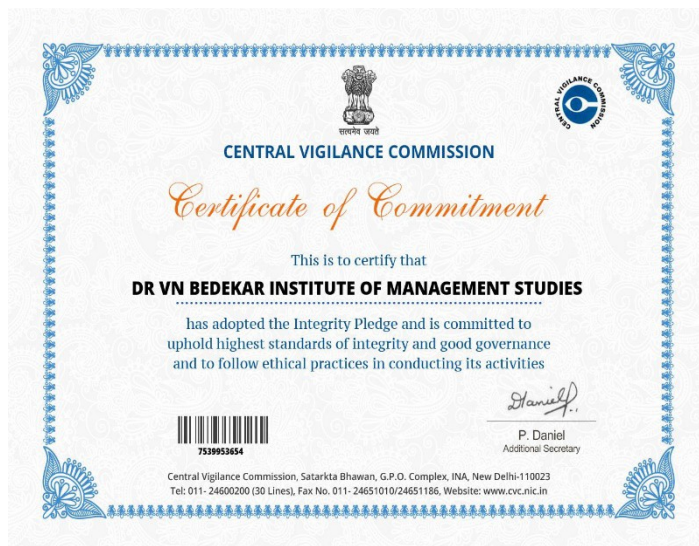 सत्यमेव जयते
CENTRAL VIGILANCE COMMISSION
CENTRAL VIGILANCE COMMISSION
Certificate of Commitment
This is to certify that
DR VN BEDEKAR INSTITUTE OF MANAGEMENT STUDIES
has adopted the Integrity Pledge and is committed to
uphold highest standards of integrity and good governance
and to follow ethical practices in conducting its activities
Daniel
P. Daniel
Additional Secretary
7539953654
Central Vigilance Commission, Satarkta Bhawan, G.P.O. Complex, INA, New Delhi-110023
Tel: 011- 24600200 (30 Lines), Fax No. 011- 24651010/24651186, Website: www.cvc.nic.in